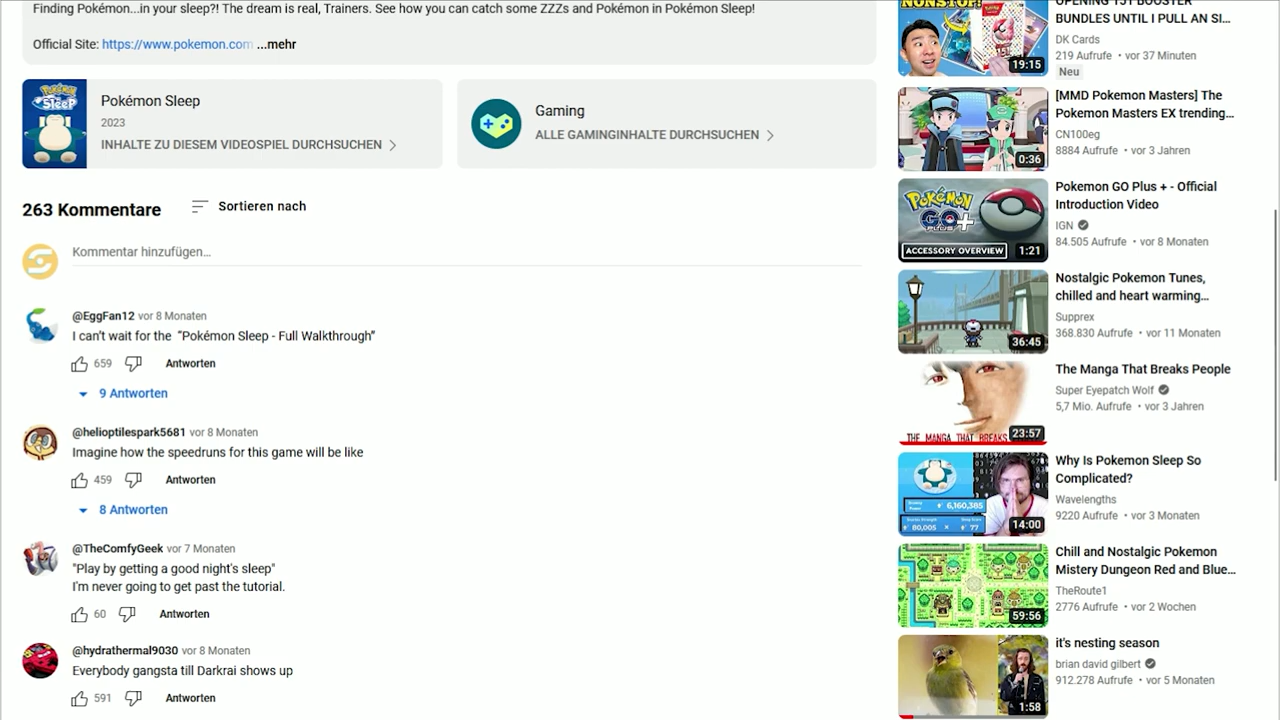 Finding Pokémon...in your sleep?! The dream is real, Trainers. See how you can catch some ZZZs and Pokémon in Pokémon Sleep!
Official Site: https://www.pokemon.com ...mehr
Pokémon Sleep
Pokémon Sleep
2023
INHALTE ZU DIESEM VIDEOSPIEL DURCHSUCHEN
Gaming
ALLE GAMINGINHALTE DURCHSUCHEN
263 Kommentare
Sortieren nach
Kommentar hinzufügen...
@EggFan12 vor 8 Monaten
I can't wait for the “Pokémon Sleep - Full Walkthrough”
659 Antworten
9 Antworten
@helioptilespark5681 vor 8 Monaten
Imagine how the speedruns for this game will be like
459 Antworten
8 Antworten
@TheComfyGeek vor 7 Monaten
"Play by getting a good night's sleep"
I'm never going to get past the tutorial.
60 Antworten
@hydrathermal9030 vor 8 Monaten
Everybody gangsta till Darkrai shows up
591 Antworten
NONSTOP!
19:15
OPENING 151 BOOSTER
BUNDLES UNTIL I PULL AN SI...
DK Cards
219 Aufrufe • vor 37 Minuten
Neu
0:36
[MMD Pokemon Masters] The
Pokemon Masters EX trending...
CN100eg
8884 Aufrufe • vor 3 Jahren
Pokémon
GO
PLUS
+
ACCESSORY OVERVIEW
1:21
Pokemon GO Plus + - Official
Introduction Video
IGN
84.505 Aufrufe • vor 8 Monaten
36:45
Nostalgic Pokemon Tunes,
chilled and heart warming...
Supprex
368.830 Aufrufe • vor 11 Monaten
THE MANGA THAT BREAKS
23:57
The Manga That Breaks People
Super Eyepatch Wolf
5,7 Mio. Aufrufe • vor 3 Jahren
6,160,385
80,005 × 77
14:00
Why Is Pokemon Sleep So
Complicated?
Wavelengths
9220 Aufrufe • vor 3 Monaten
59:56
Chill and Nostalgic Pokemon
Mistery Dungeon Red and Blue...
TheRoute1
2776 Aufrufe • vor 2 Wochen
1:58
it's nesting season
brian david gilbert
912.278 Aufrufe • vor 5 Monaten